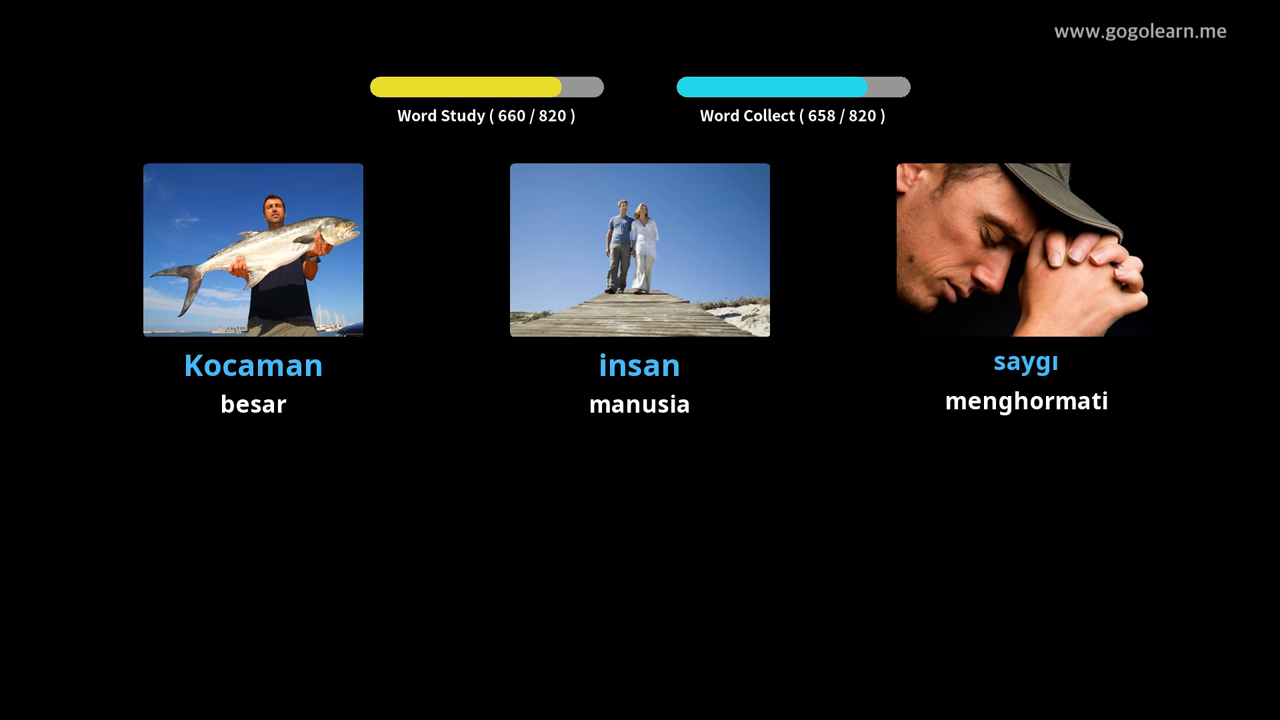 www.gogolearn.me
Word Study ( 660 / 820 )
Word Collect ( 658 / 820 )
Kocaman
besar
insan
manusia
saygı
menghormati